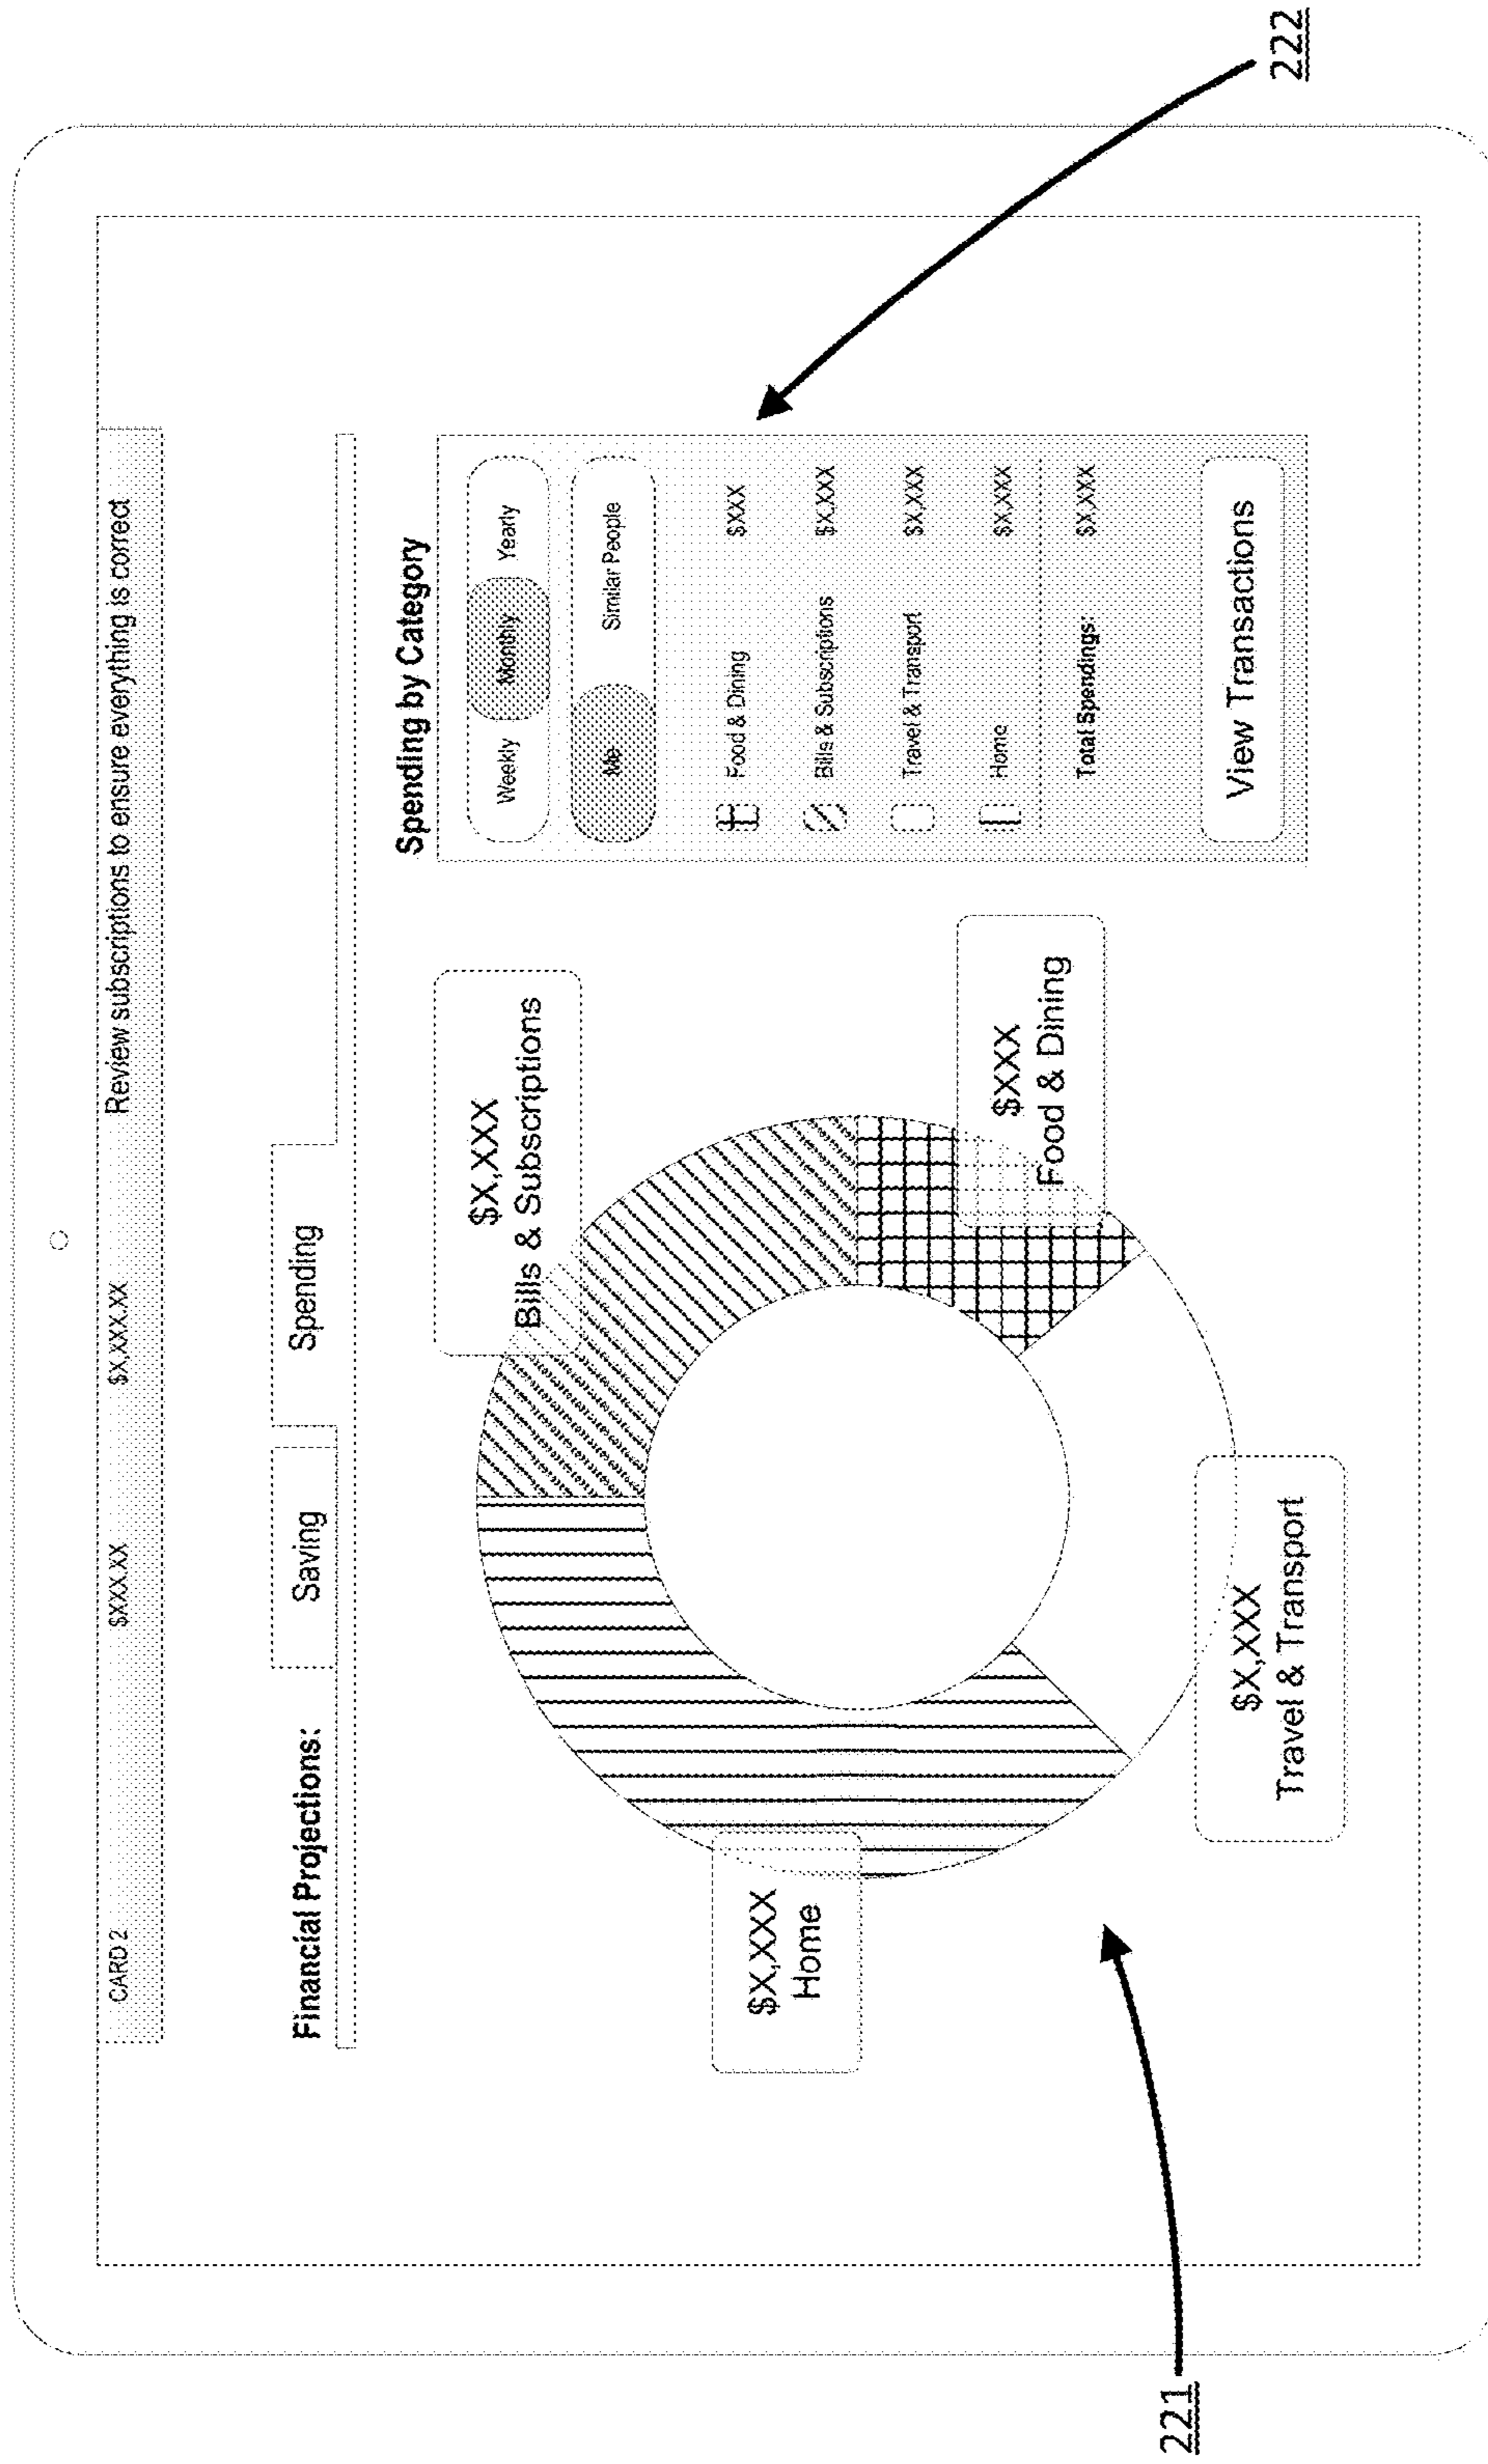 CARD 2 $XXX.XX $X,XXX.XX Review subscriptions to ensure everything is correct
Financial Projections: Saving Spending
Spending by Category
Weekly Monthly Yearly
Me Similar People
Food & Dining $XXX
Bills & Subscriptions $X,XXX
Travel & Transport $X,XXX
Home $X,XXX
Total Spendings: $X,XXX
View Transactions
$X,XXX
Bills & Subscriptions
$XXX
Food & Dining
$X,XXX
Home
$X,XXX
Travel & Transport
221
222